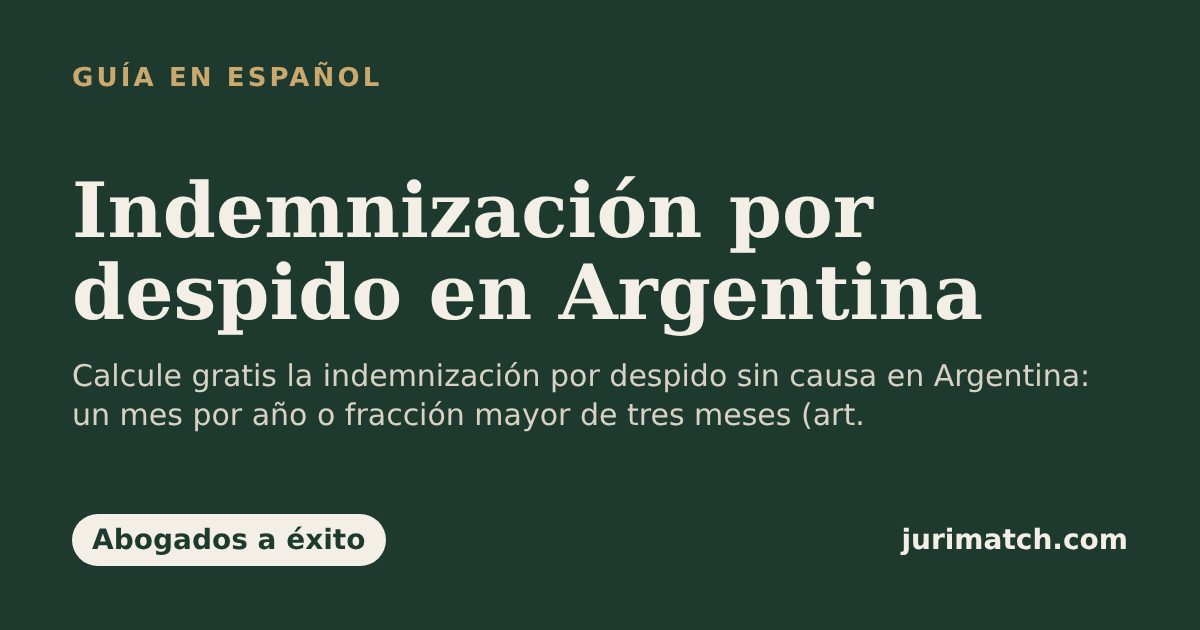 GUÍA EN ESPAÑOL
Indemnización por
despido en Argentina
Calcule gratis la indemnización por despido sin causa en Argentina:
un mes por año o fracción mayor de tres meses (art.
Abogados a éxito
jurimatch.com